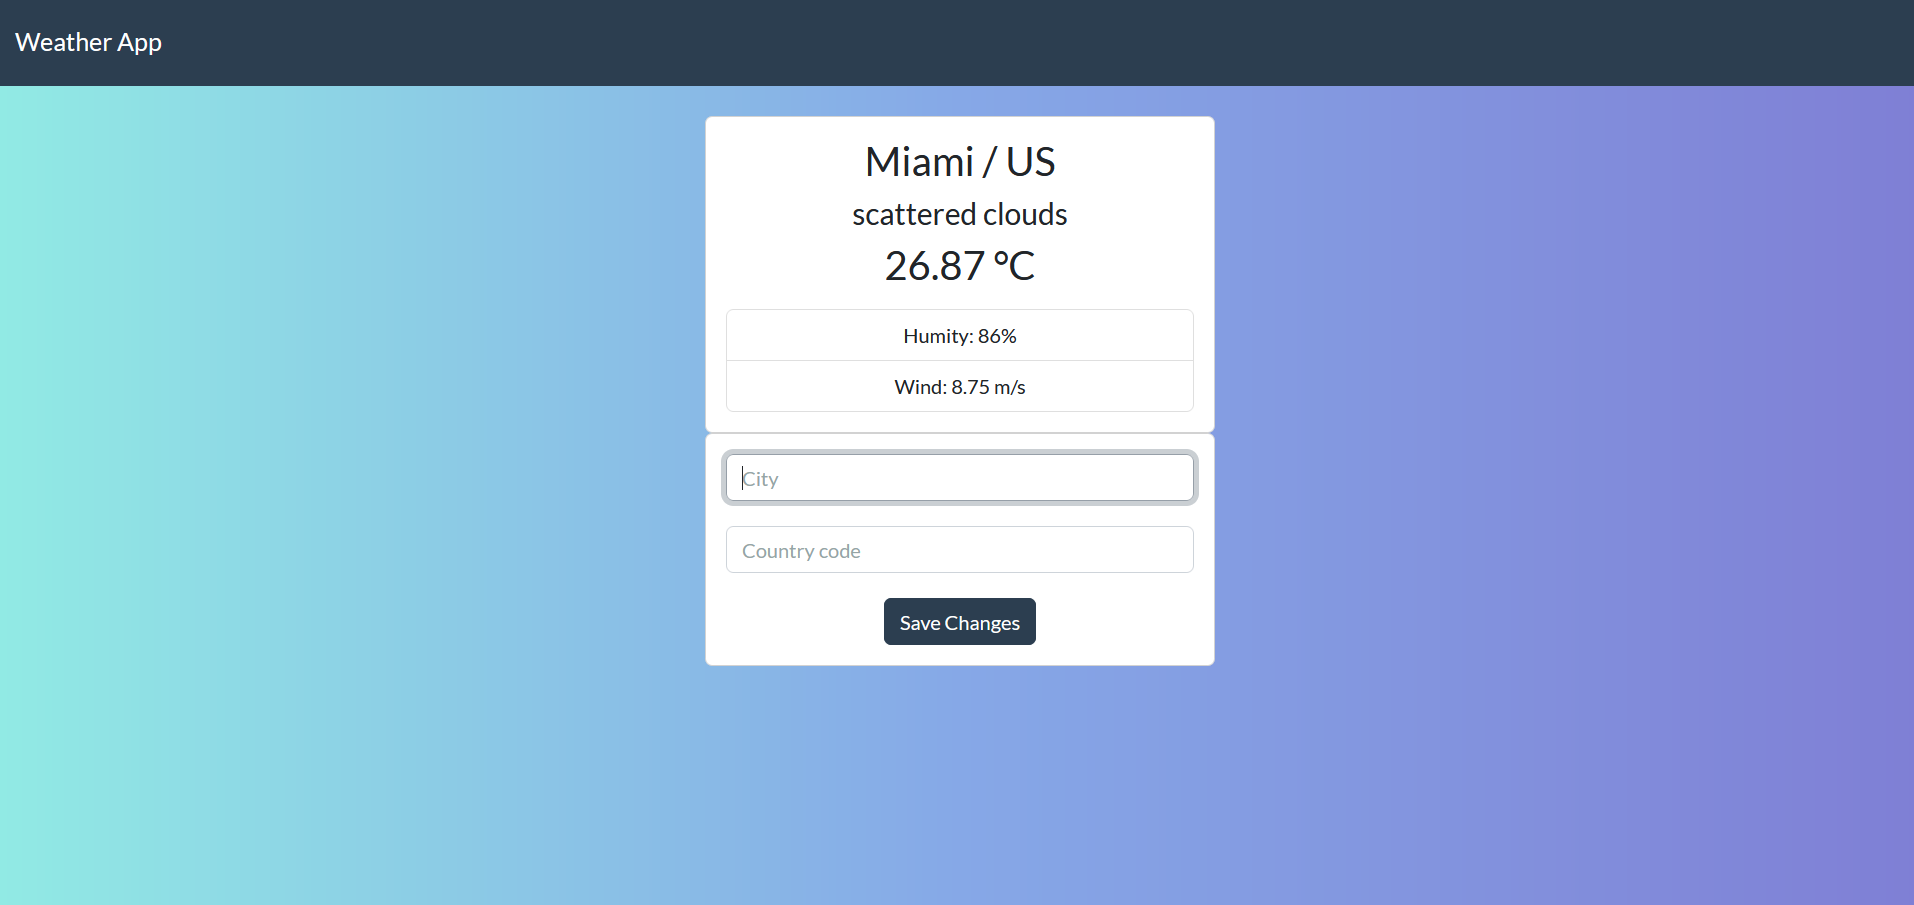 Weather App
Miami / US
scattered clouds
26.87 °C
Humity: 86%
Wind: 8.75 m/s
City
Country code
Save Changes